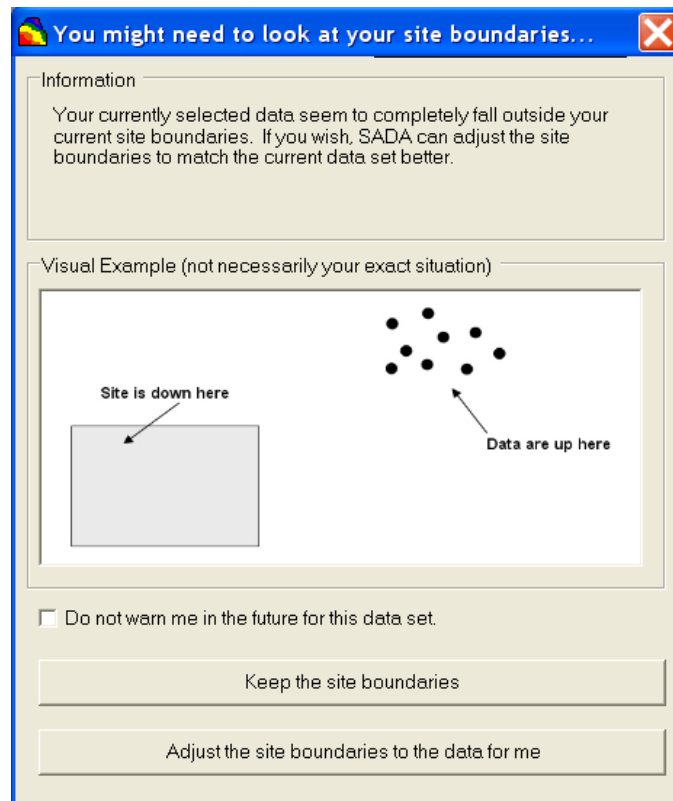 You might need to look at your site boundaries...
Information
Your currently selected data seem to completely fall outside your
current site boundaries. If you wish, SADA can adjust the site
boundaries to match the current data set better.
Visual Example (not necessarily your exact situation)
Site is down here
Data are up here
Do not warn me in the future for this data set.
Keep the site boundaries
Adjust the site boundaries to the data for me